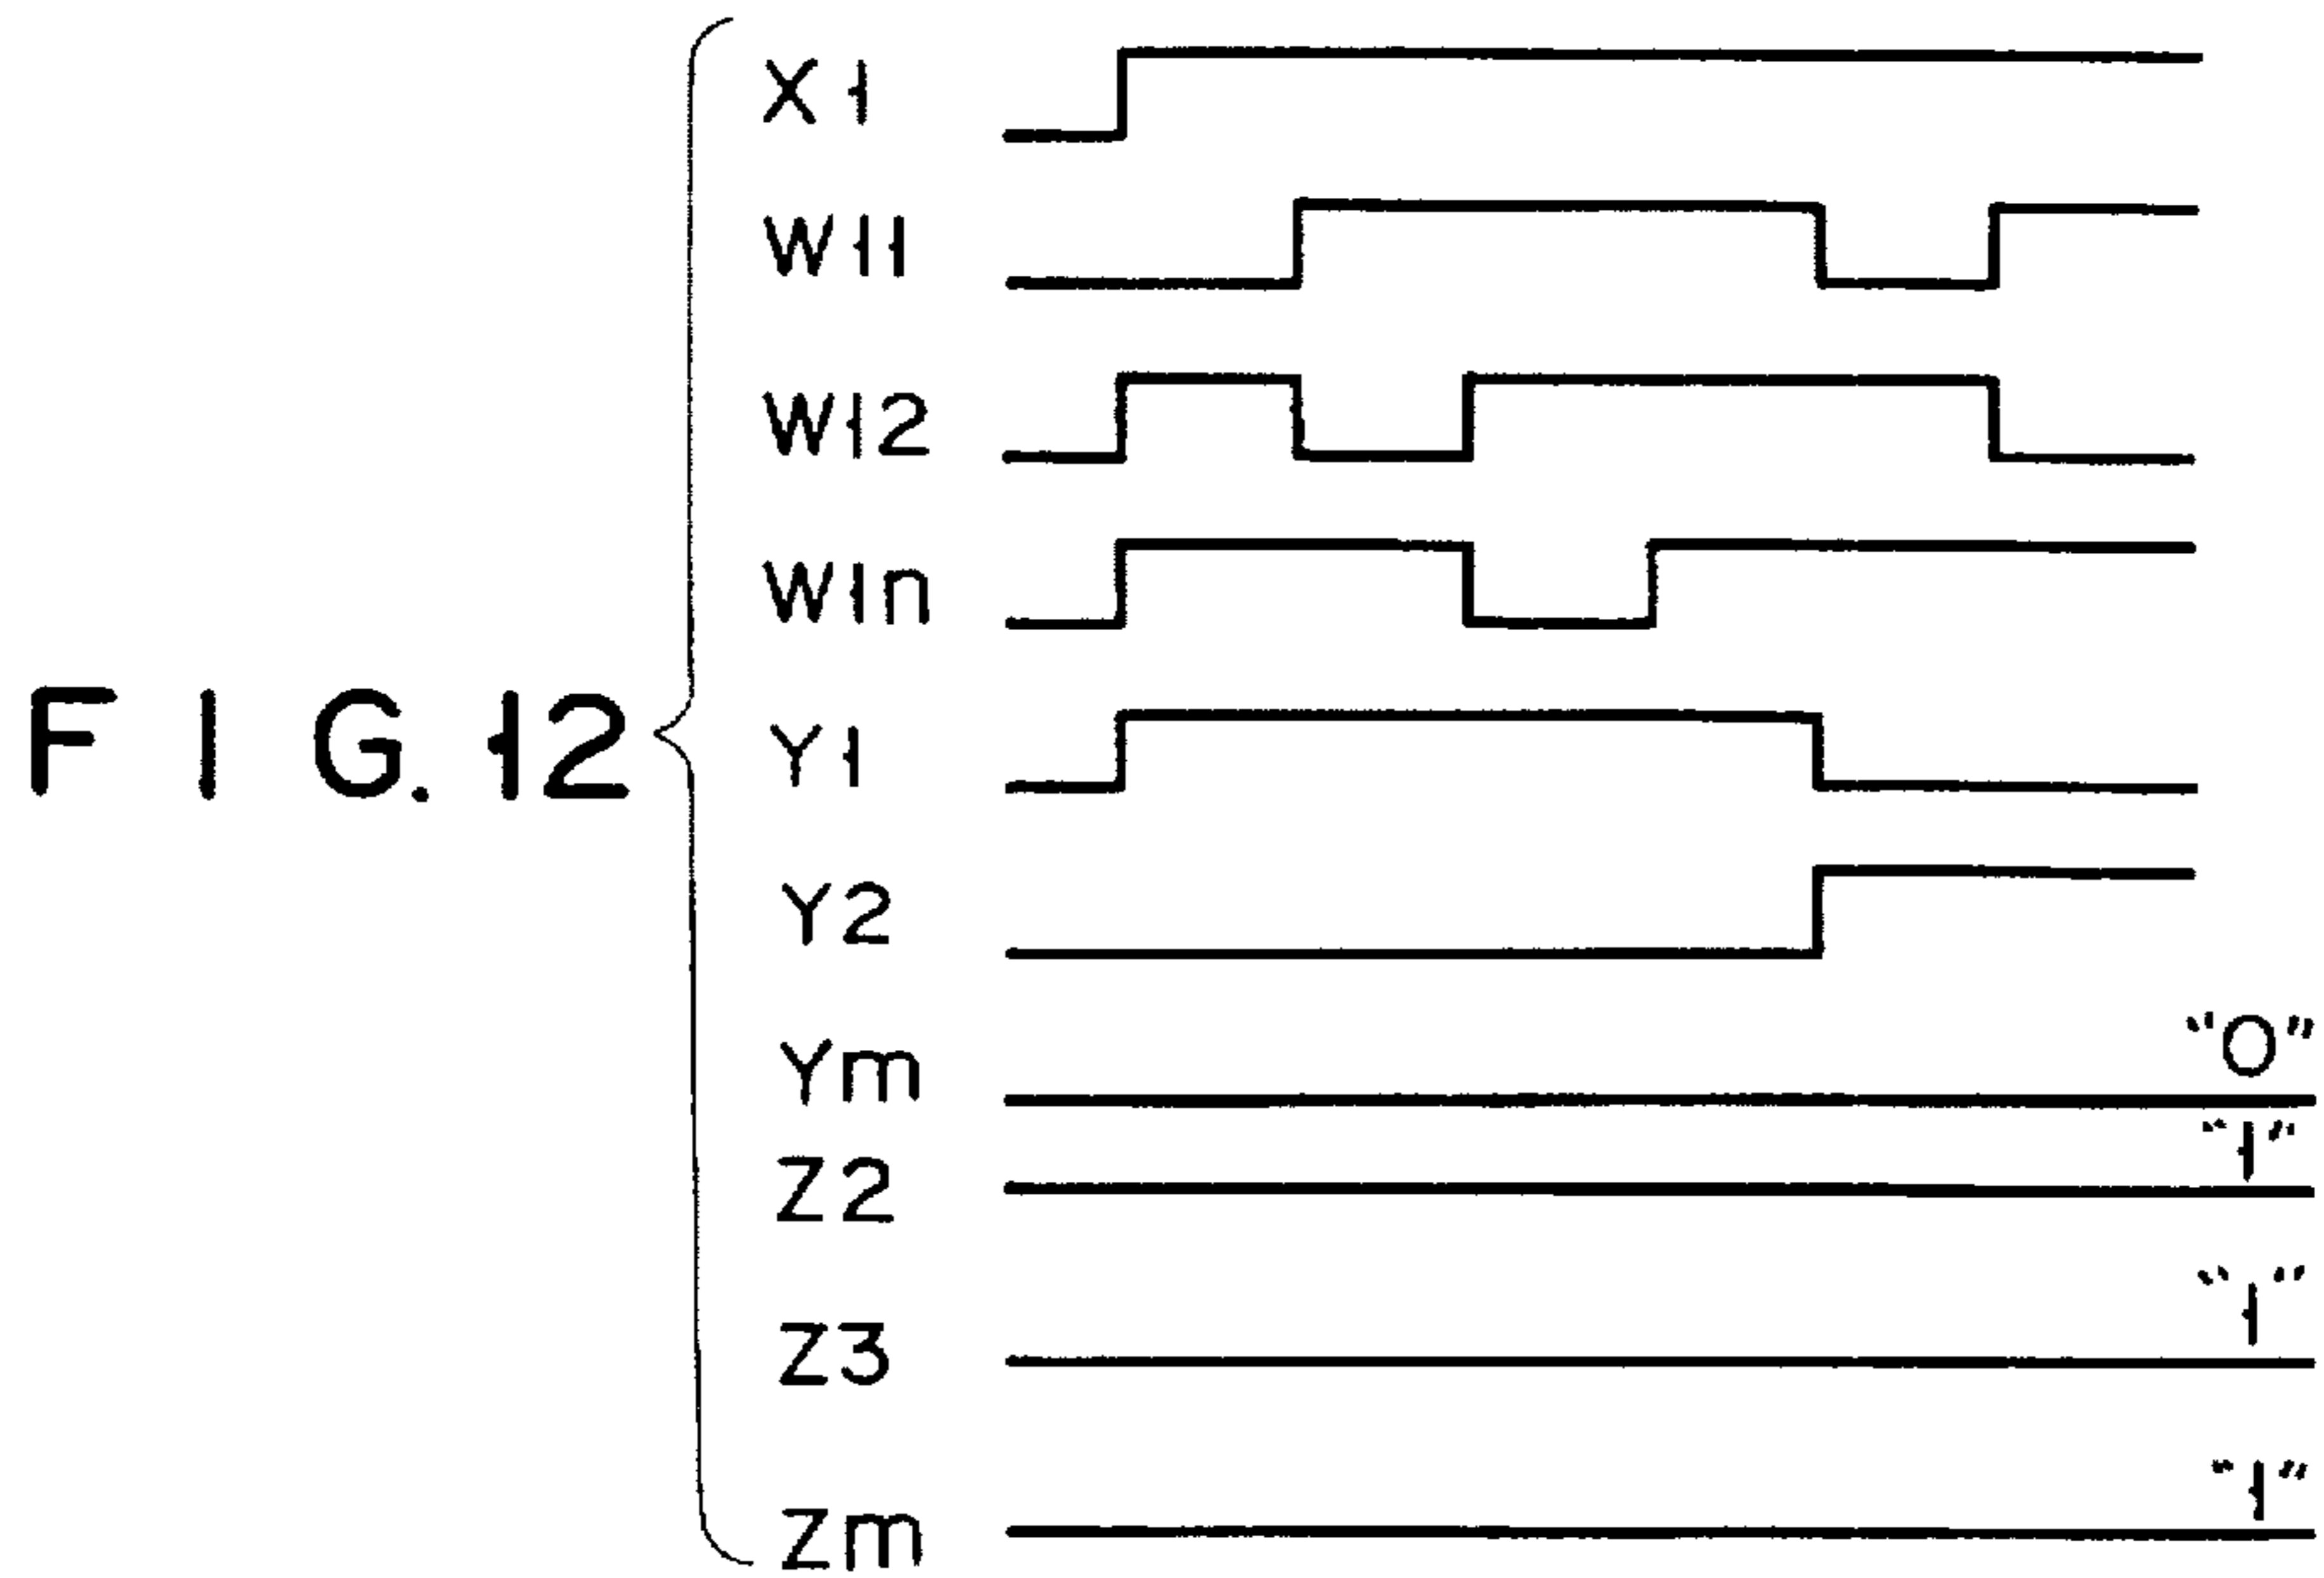 FIG. 12
X1
W11
W12
W1n
Y1
Y2
Ym "0"
Z2 "1"
Z3 "1"
Zm "1"